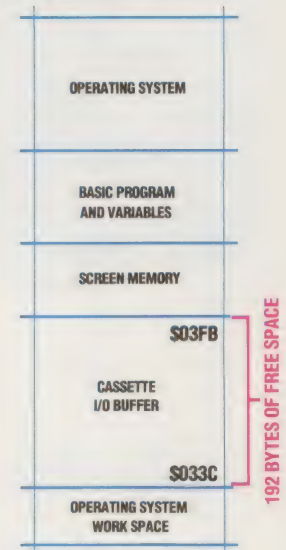 OPERATING SYSTEM
BASIC PROGRAM
AND VARIABLES
SCREEN MEMORY
$03FB
CASSETTE
I/O BUFFER
$033C
OPERATING SYSTEM
WORK SPACE
192 BYTES OF FREE SPACE